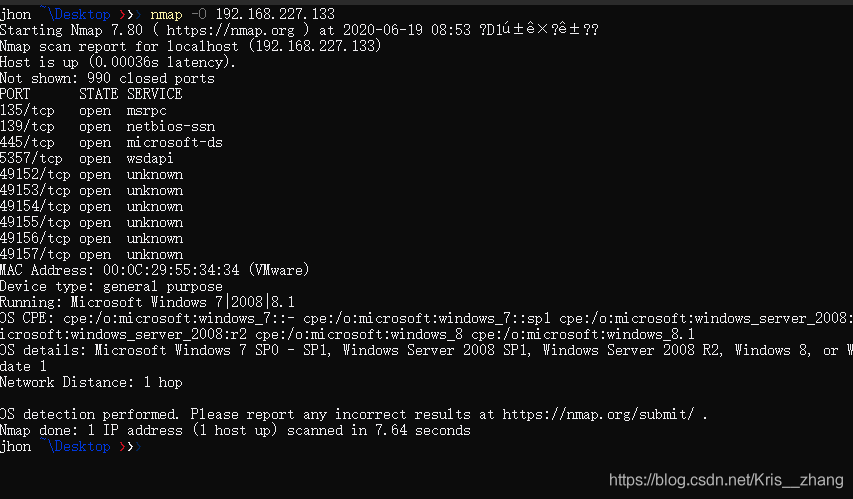 jhon ~\Desktop ❯❯❯ nmap -O 192.168.227.133
Starting Nmap 7.80 ( https://nmap.org ) at 2020-06-19 08:53 ?D1ú±ê×?ê±??
Nmap scan report for localhost (192.168.227.133)
Host is up (0.00036s latency).
Not shown: 990 closed ports
PORT      STATE SERVICE
135/tcp   open  msrpc
139/tcp   open  netbios-ssn
445/tcp   open  microsoft-ds
5357/tcp  open  wsdapi
49152/tcp open  unknown
49153/tcp open  unknown
49154/tcp open  unknown
49155/tcp open  unknown
49156/tcp open  unknown
49157/tcp open  unknown
MAC Address: 00:0C:29:55:34:34 (VMware)
Device type: general purpose
Running: Microsoft Windows 7|2008|8.1
OS CPE: cpe:/o:microsoft:windows_7::- cpe:/o:microsoft:windows_7::sp1 cpe:/o:microsoft:windows_server_2008:
icrosoft:windows_server_2008:r2 cpe:/o:microsoft:windows_8 cpe:/o:microsoft:windows_8.1
OS details: Microsoft Windows 7 SP0 - SP1, Windows Server 2008 SP1, Windows Server 2008 R2, Windows 8, or W
date 1
Network Distance: 1 hop
OS detection performed. Please report any incorrect results at https://nmap.org/submit/ .
Nmap done: 1 IP address (1 host up) scanned in 7.64 seconds
jhon ~\Desktop ❯❯❯
https://blog.csdn.net/Kris__zhang